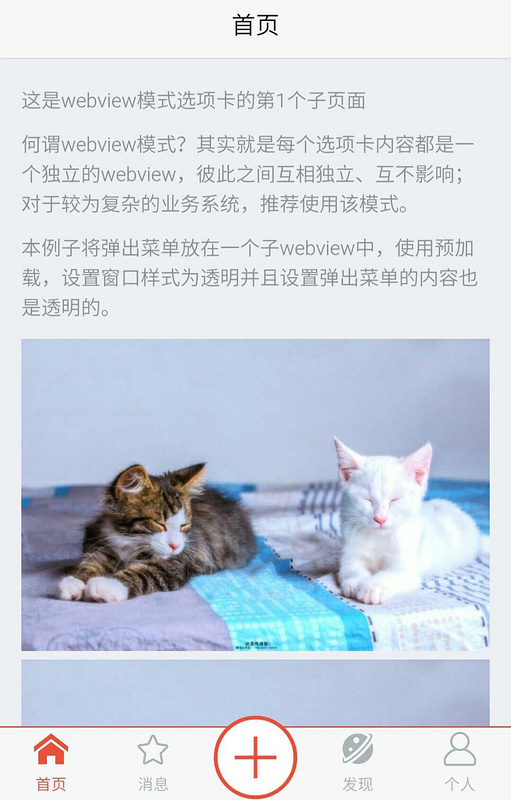 首页
这是webview模式选项卡的第1个子页面
何谓webview模式？其实就是每个选项卡内容都是一
个独立的webview，彼此之间互相独立、互不影响；
对于较为复杂的业务系统，推荐使用该模式。
本例子将弹出菜单放在一个子webview中，使用预加
载，设置窗口样式为透明并且设置弹出菜单的内容也
是透明的。
首页
消息
发现
个人